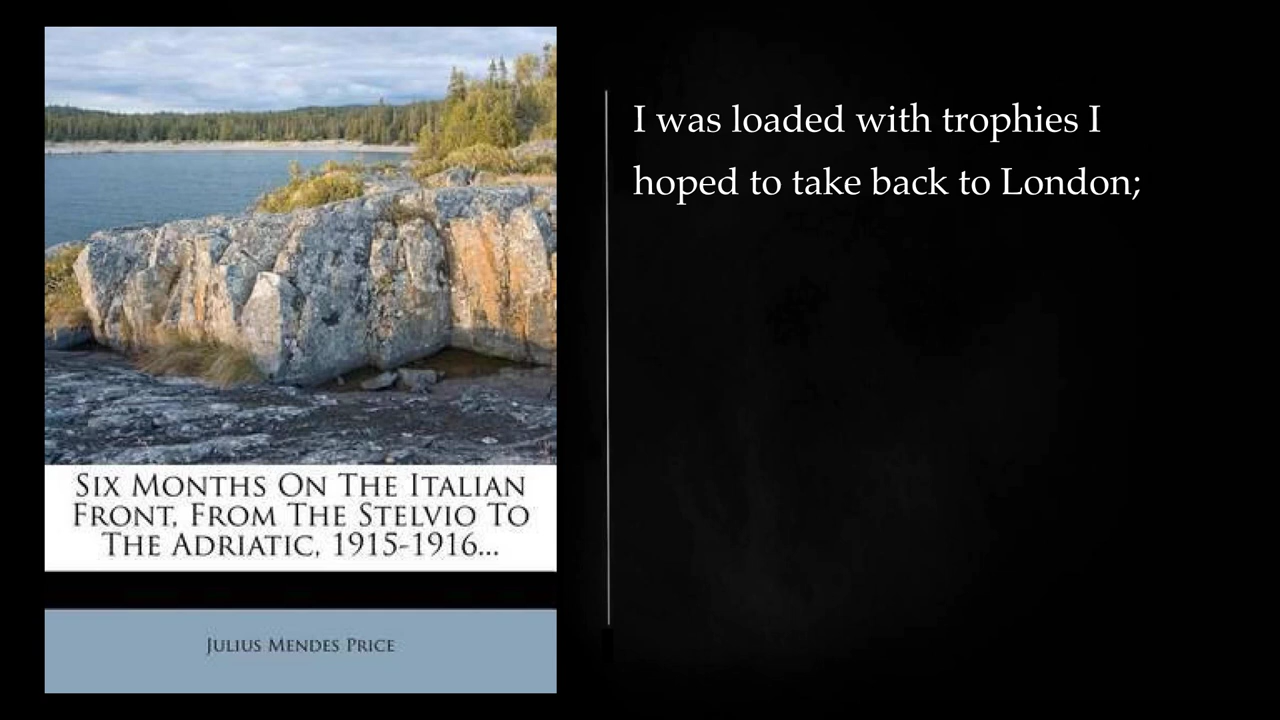 I was loaded with trophies I
hoped to take back to London;
Six Months On The Italian
Front, From The Stelvio To
The Adriatic, 1915-1916...
Julius Mendes Price